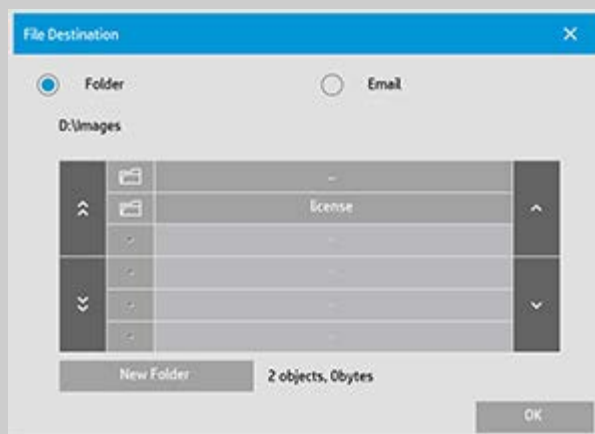 File Destination
Folder
Email
D:\Images
..
license
New Folder
2 objects, 0bytes
OK